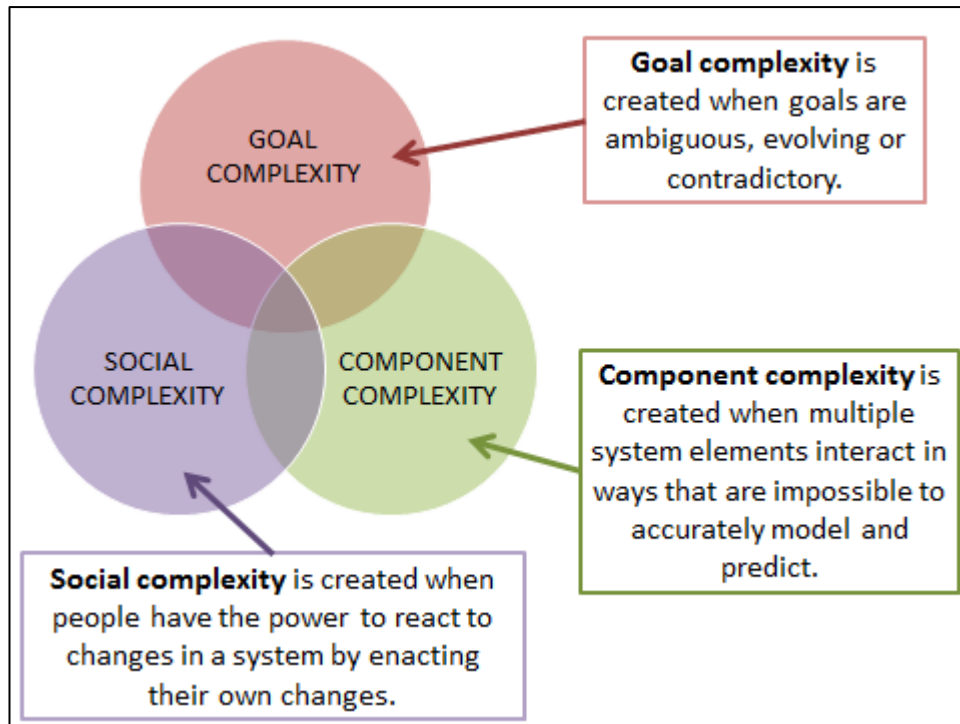 GOAL
COMPLEXITY
Goal complexity is
created when goals are
ambiguous, evolving or
contradictory.
SOCIAL
COMPLEXITY
COMPONENT
COMPLEXITY
Component complexity is
created when multiple
system elements interact in
ways that are impossible to
accurately model and
predict.
Social complexity is created when
people have the power to react to
changes in a system by enacting
their own changes.